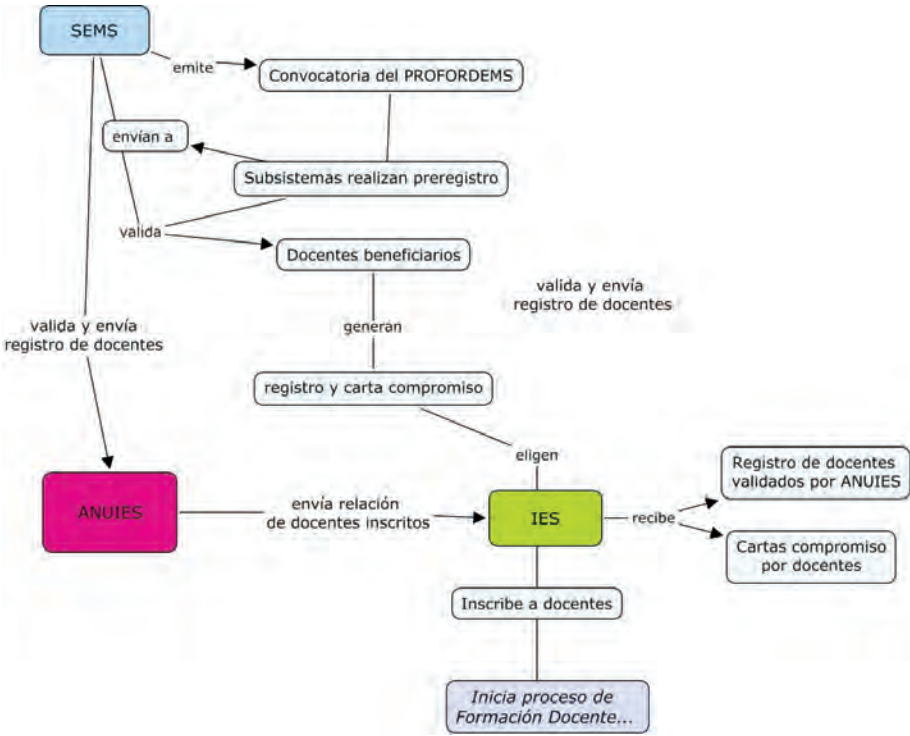 SEMS
emite
Convocatoria del PROFORDEMS
envían a
Subsistemas realizan preregistro
valida
Docentes beneficiarios
valida y envía
registro de docentes
generan
valida y envía
registro de docentes
registro y carta compromiso
eligen
Registro de docentes
validados por ANUIES
ANUIES
envía relación
de docentes inscritos
IES
recibe
Cartas compromiso
por docentes
Inscribe a docentes
Inicia proceso de
Formación Docente...